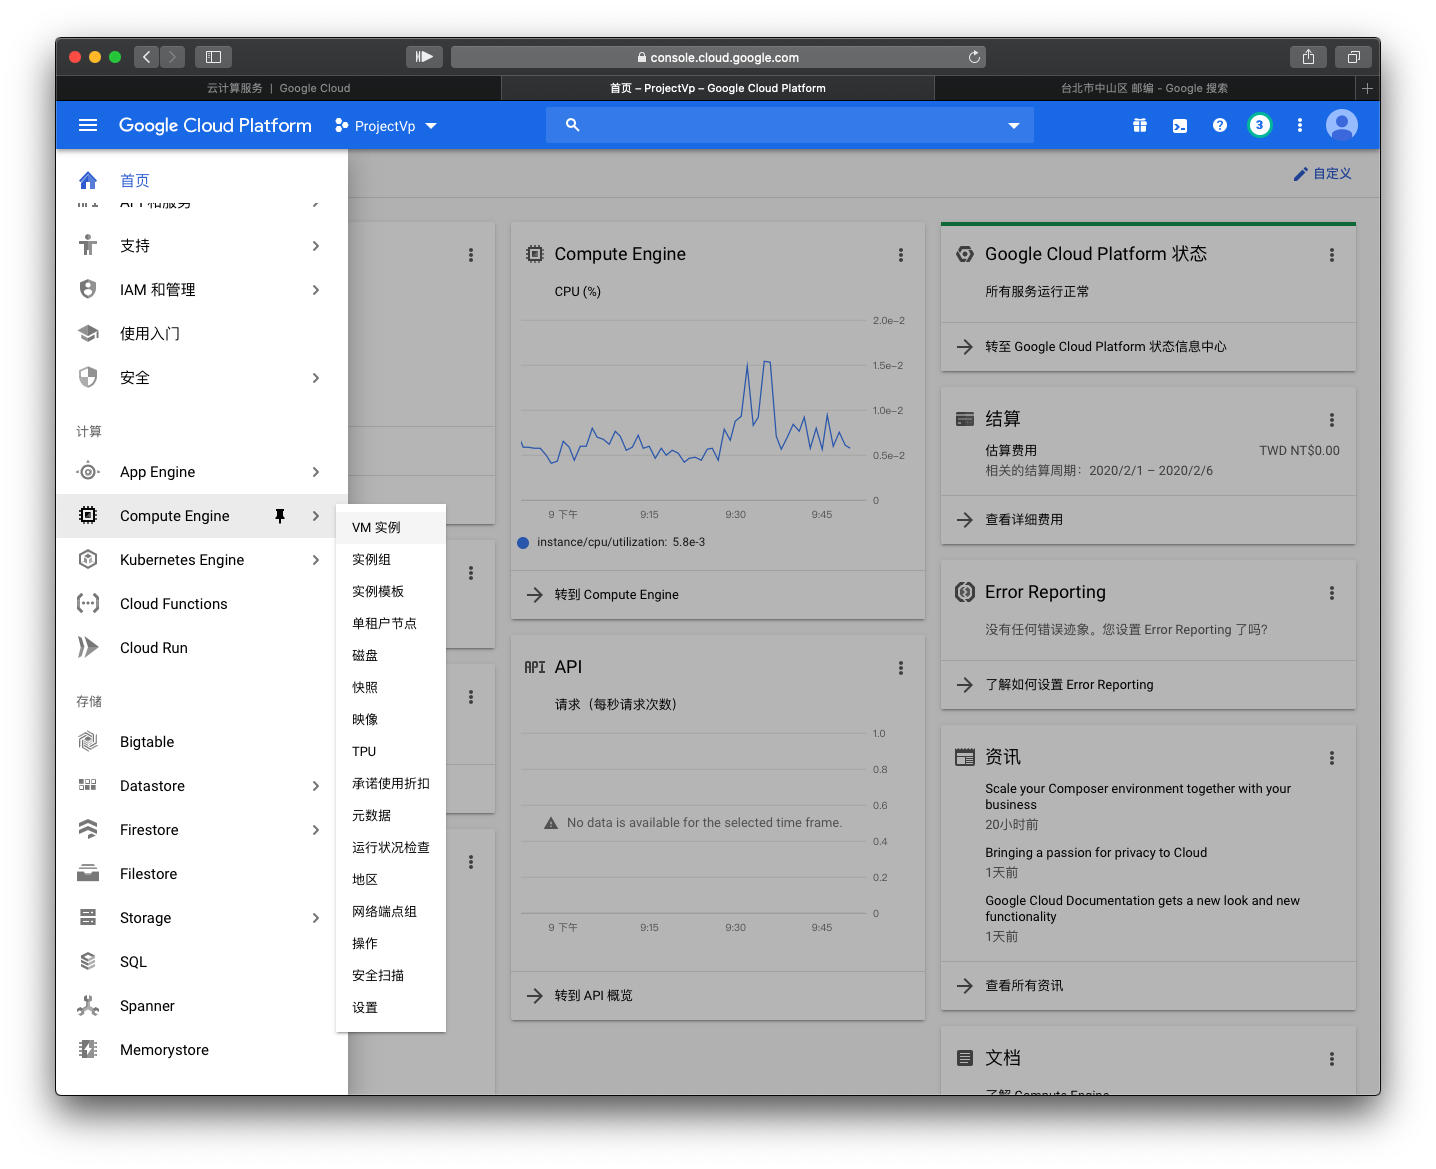 console.cloud.google.com
云计算服务 | Google Cloud
首页 – ProjectVp – Google Cloud Platform
台北市中山区 邮编 - Google 搜索
Google Cloud Platform
ProjectVp
3
首页
API 和服务
支持
IAM 和管理
使用入门
安全
计算
App Engine
Compute Engine
Kubernetes Engine
Cloud Functions
Cloud Run
存储
Bigtable
Datastore
Firestore
Filestore
Storage
SQL
Spanner
Memorystore
VM 实例
实例组
实例模板
单租户节点
磁盘
快照
映像
TPU
承诺使用折扣
元数据
运行状况检查
地区
网络端点组
操作
安全扫描
设置
自定义
Compute Engine
CPU (%)
2.0e-2
1.5e-2
1.0e-2
0.5e-2
0
9 下午 9:15 9:30 9:45
instance/cpu/utilization: 5.8e-3
转到 Compute Engine
API API
请求（每秒请求次数）
1.0
0.8
0.6
No data is available for the selected time frame.
0.4
0.2
0
9 下午 9:15 9:30 9:45
转到 API 概览
Google Cloud Platform 状态
所有服务运行正常
转至 Google Cloud Platform 状态信息中心
结算
估算费用 TWD NT$0.00
相关的结算周期：2020/2/1 – 2020/2/6
查看详细费用
Error Reporting
没有任何错误迹象。您设置 Error Reporting 了吗?
了解如何设置 Error Reporting
资讯
Scale your Composer environment together with your
business
20小时前
Bringing a passion for privacy to Cloud
1天前
Google Cloud Documentation gets a new look and new
functionality
1天前
查看所有资讯
文档
了解 Compute Engine